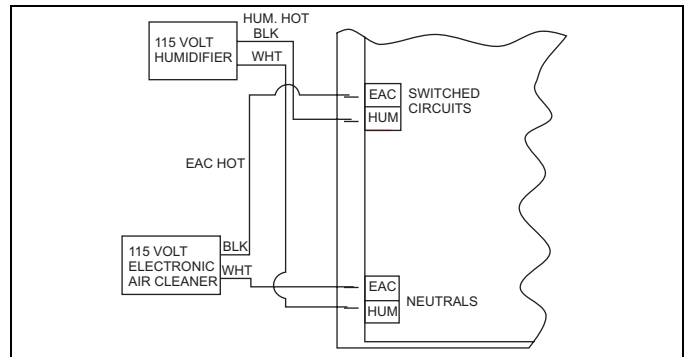 HUM. HOT
BLK
WHT
115 VOLT
HUMIDIFIER
EAC
HUM
SWITCHED
CIRCUITS
EAC HOT
115 VOLT
ELECTRONIC
AIR CLEANER
BLK
WHT
EAC
HUM
NEUTRALS